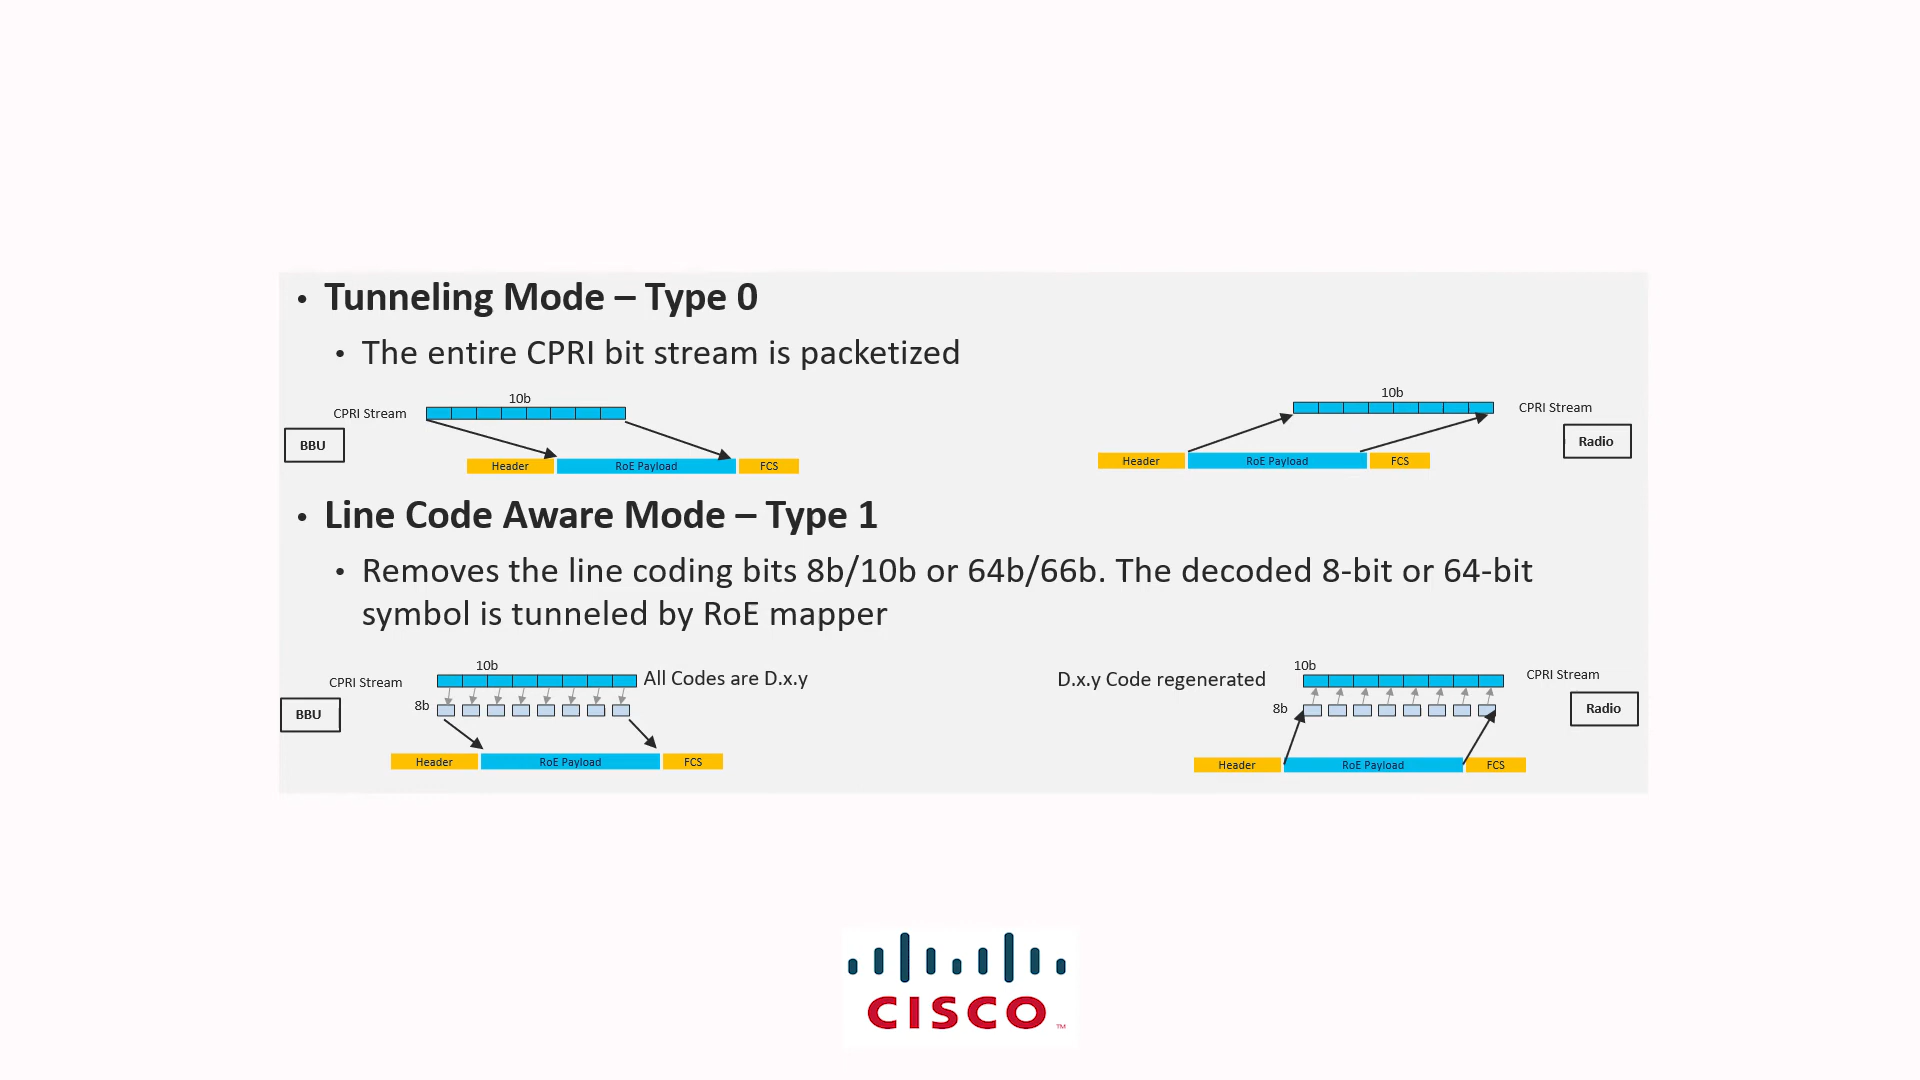 • Tunneling Mode – Type 0
• The entire CPRI bit stream is packetized
10b
CPRI Stream
BBU
Header RoE Payload FCS
10b
CPRI Stream
Radio
Header RoE Payload FCS
• Line Code Aware Mode – Type 1
• Removes the line coding bits 8b/10b or 64b/66b. The decoded 8-bit or 64-bit
symbol is tunneled by RoE mapper
10b
CPRI Stream
All Codes are D.x.y
8b
BBU
Header RoE Payload FCS
10b
D.x.y Code regenerated
CPRI Stream
8b
Radio
Header RoE Payload FCS
CISCO ™